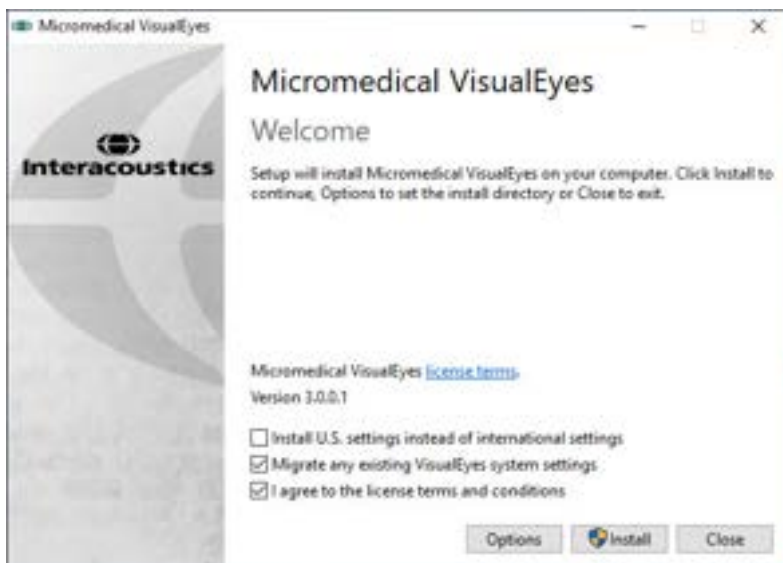 Micromedical VisualEyes
Micromedical VisualEyes
Welcome
Interacoustics
Setup will install Micromedical VisualEyes on your computer. Click Install to
continue, Options to set the install directory or Close to exit.
Micromedical VisualEyes license terms.
Version 3.0.0.1
Install U.S. settings instead of international settings
Migrate any existing VisualEyes system settings
I agree to the license terms and conditions
Options Install Close